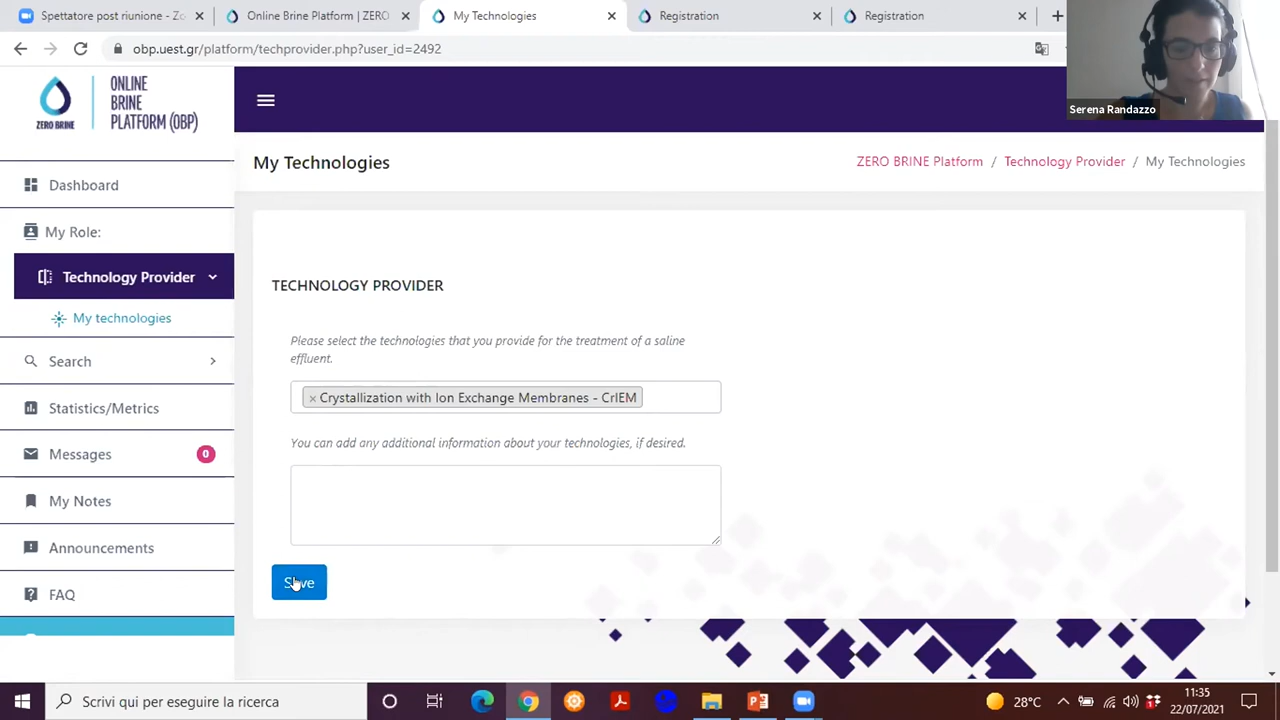 Spettatore post riunione - Zo
Online Brine Platform | ZERO
My Technologies
Registration
Registration
obp.uest.gr/platform/techprovider.php?user_id=2492
Serena Randazzo
ZERO BRINE
ONLINE
BRINE
PLATFORM (OBP)
My Technologies
ZERO BRINE Platform / Technology Provider / My Technologies
Dashboard
My Role:
Technology Provider
My technologies
Search
Statistics/Metrics
Messages
0
My Notes
Announcements
FAQ
TECHNOLOGY PROVIDER
Please select the technologies that you provide for the treatment of a saline
effluent.
× Crystallization with Ion Exchange Membranes - CrIEM
You can add any additional information about your technologies, if desired.
Save
Scrivi qui per eseguire la ricerca
28°C
11:35
22/07/2021